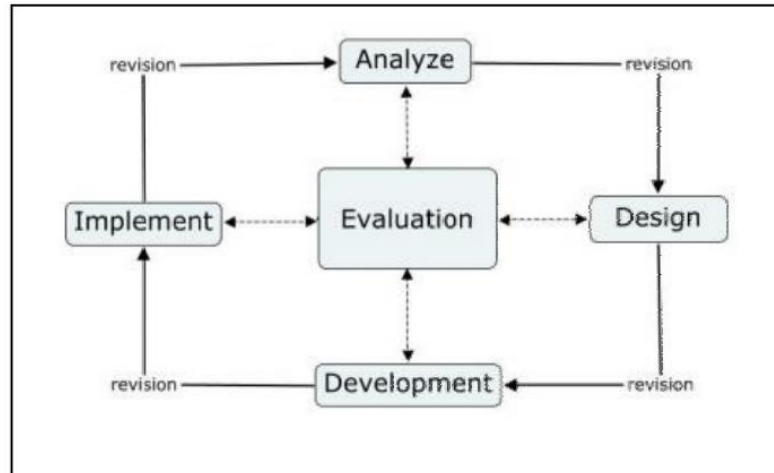 Analyze
revision
revision
Implement
Evaluation
Design
Development
revision
revision